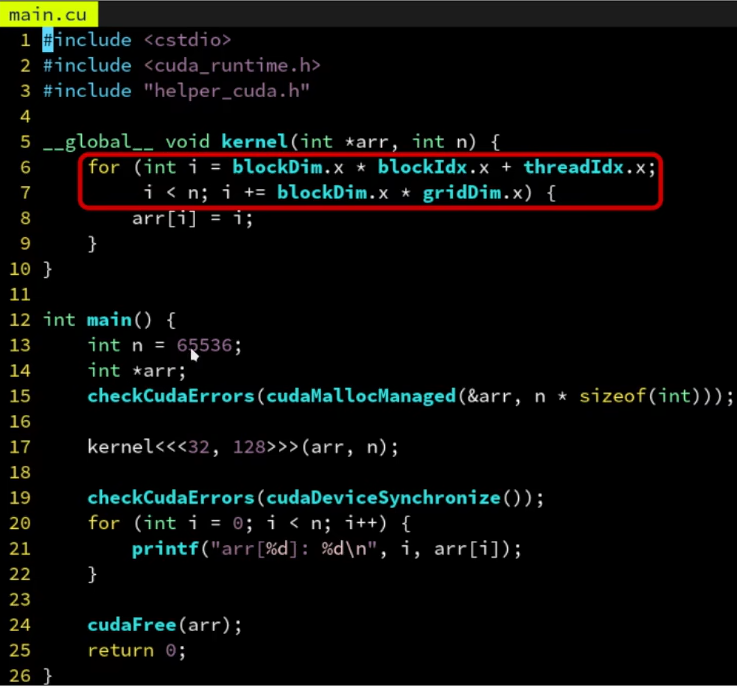 main.cu
1 #include <cstdio>
2 #include <cuda_runtime.h>
3 #include "helper_cuda.h"
4
5 __global__ void kernel(int *arr, int n) {
6     for (int i = blockDim.x * blockIdx.x + threadIdx.x;
7          i < n; i += blockDim.x * gridDim.x) {
8         arr[i] = i;
9     }
10 }
11
12 int main() {
13     int n = 65536;
14     int *arr;
15     checkCudaErrors(cudaMallocManaged(&arr, n * sizeof(int)));
16
17     kernel<<<32, 128>>>(arr, n);
18
19     checkCudaErrors(cudaDeviceSynchronize());
20     for (int i = 0; i < n; i++) {
21         printf("arr[%d]: %d\n", i, arr[i]);
22     }
23
24     cudaFree(arr);
25     return 0;
26 }